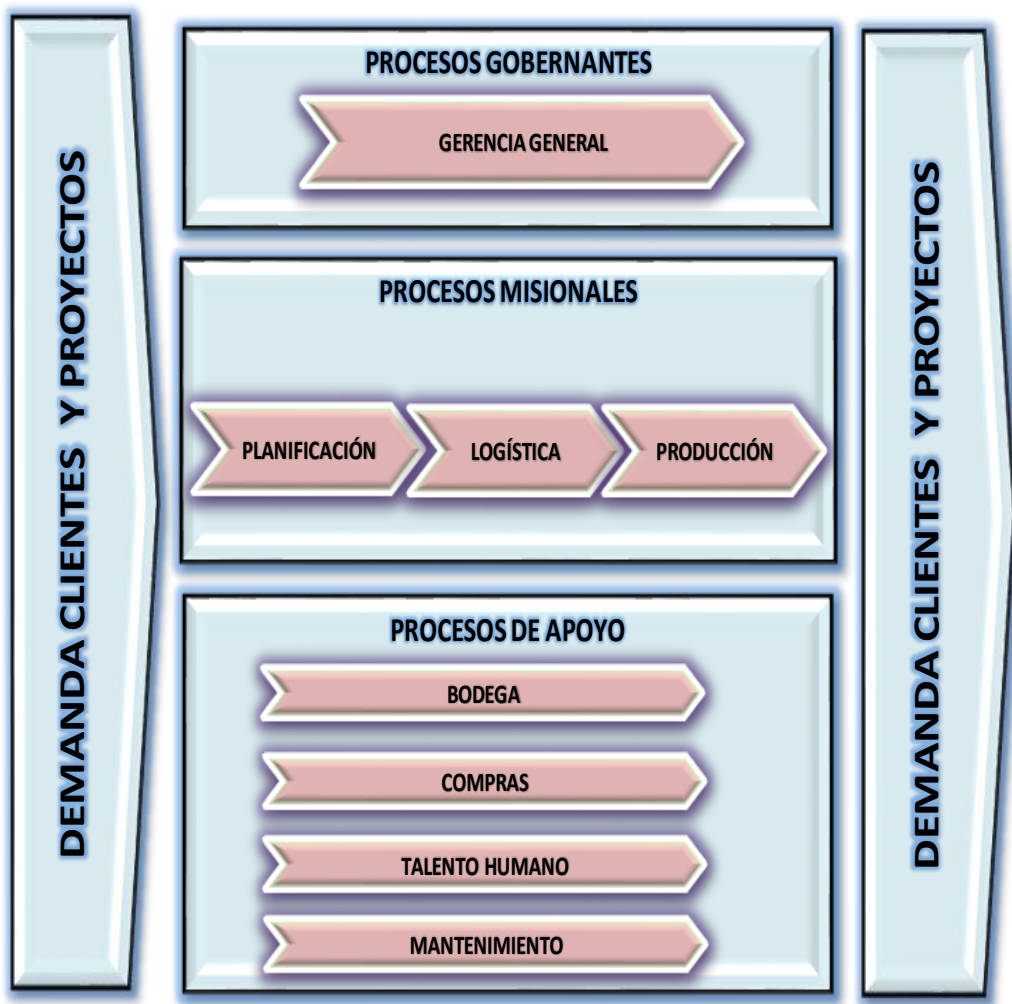 DEMANDA CLIENTES Y PROYECTOS
PROCESOS GOBERNANTES
GERENCIA GENERAL
PROCESOS MISIONALES
PLANIFICACIÓN
LOGÍSTICA
PRODUCCIÓN
PROCESOS DE APOYO
BODEGA
COMPRAS
TALENTO HUMANO
MANTENIMIENTO
DEMANDA CLIENTES Y PROYECTOS